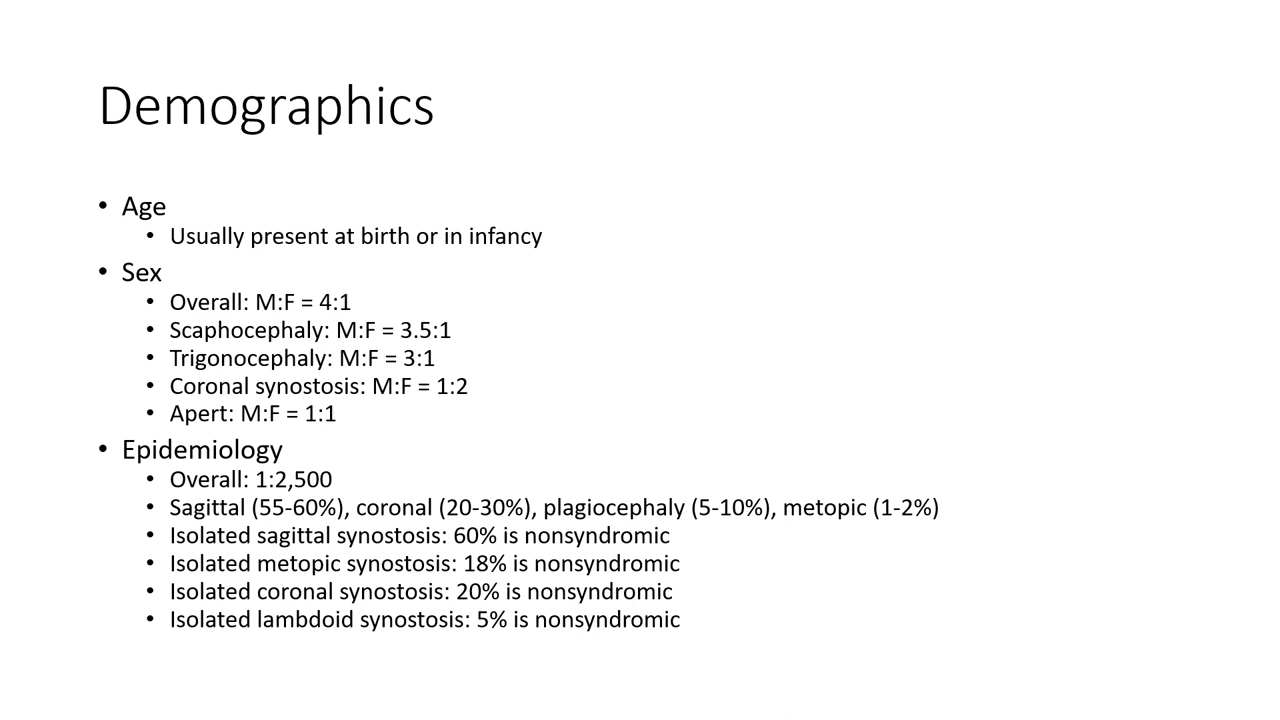 Demographics
• Age
• Usually present at birth or in infancy
• Sex
• Overall: M:F = 4:1
• Scaphocephaly: M:F = 3.5:1
• Trigonocephaly: M:F = 3:1
• Coronal synostosis: M:F = 1:2
• Apert: M:F = 1:1
• Epidemiology
• Overall: 1:2,500
• Sagittal (55-60%), coronal (20-30%), plagiocephaly (5-10%), metopic (1-2%)
• Isolated sagittal synostosis: 60% is nonsyndromic
• Isolated metopic synostosis: 18% is nonsyndromic
• Isolated coronal synostosis: 20% is nonsyndromic
• Isolated lambdoid synostosis: 5% is nonsyndromic